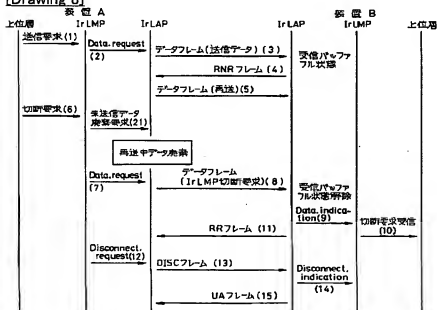 [Drawing 8]
装置A
装置B
上位層 IrLMP IrLAP IrLAP IrLMP 上位層
送信要求(1)
Data.request
(2)
データフレーム(送信データ) (3)
受信バッファ
フル状態
RNRフレーム (4)
データフレーム(再送)(5)
切断要求(6)
未送信データ
廃棄要求(21)
再送中データ廃棄
Data.request
(7)
データフレーム
(IrLMP切断要求)(8)
受信バッファ
フル状態解除
Data.indica-
tion(9)
切断要求受信
(10)
RRフレーム (11)
Disconnect.
request(12)
DISCフレーム (13)
Disconnect.
indication
(14)
UAフレーム(15)